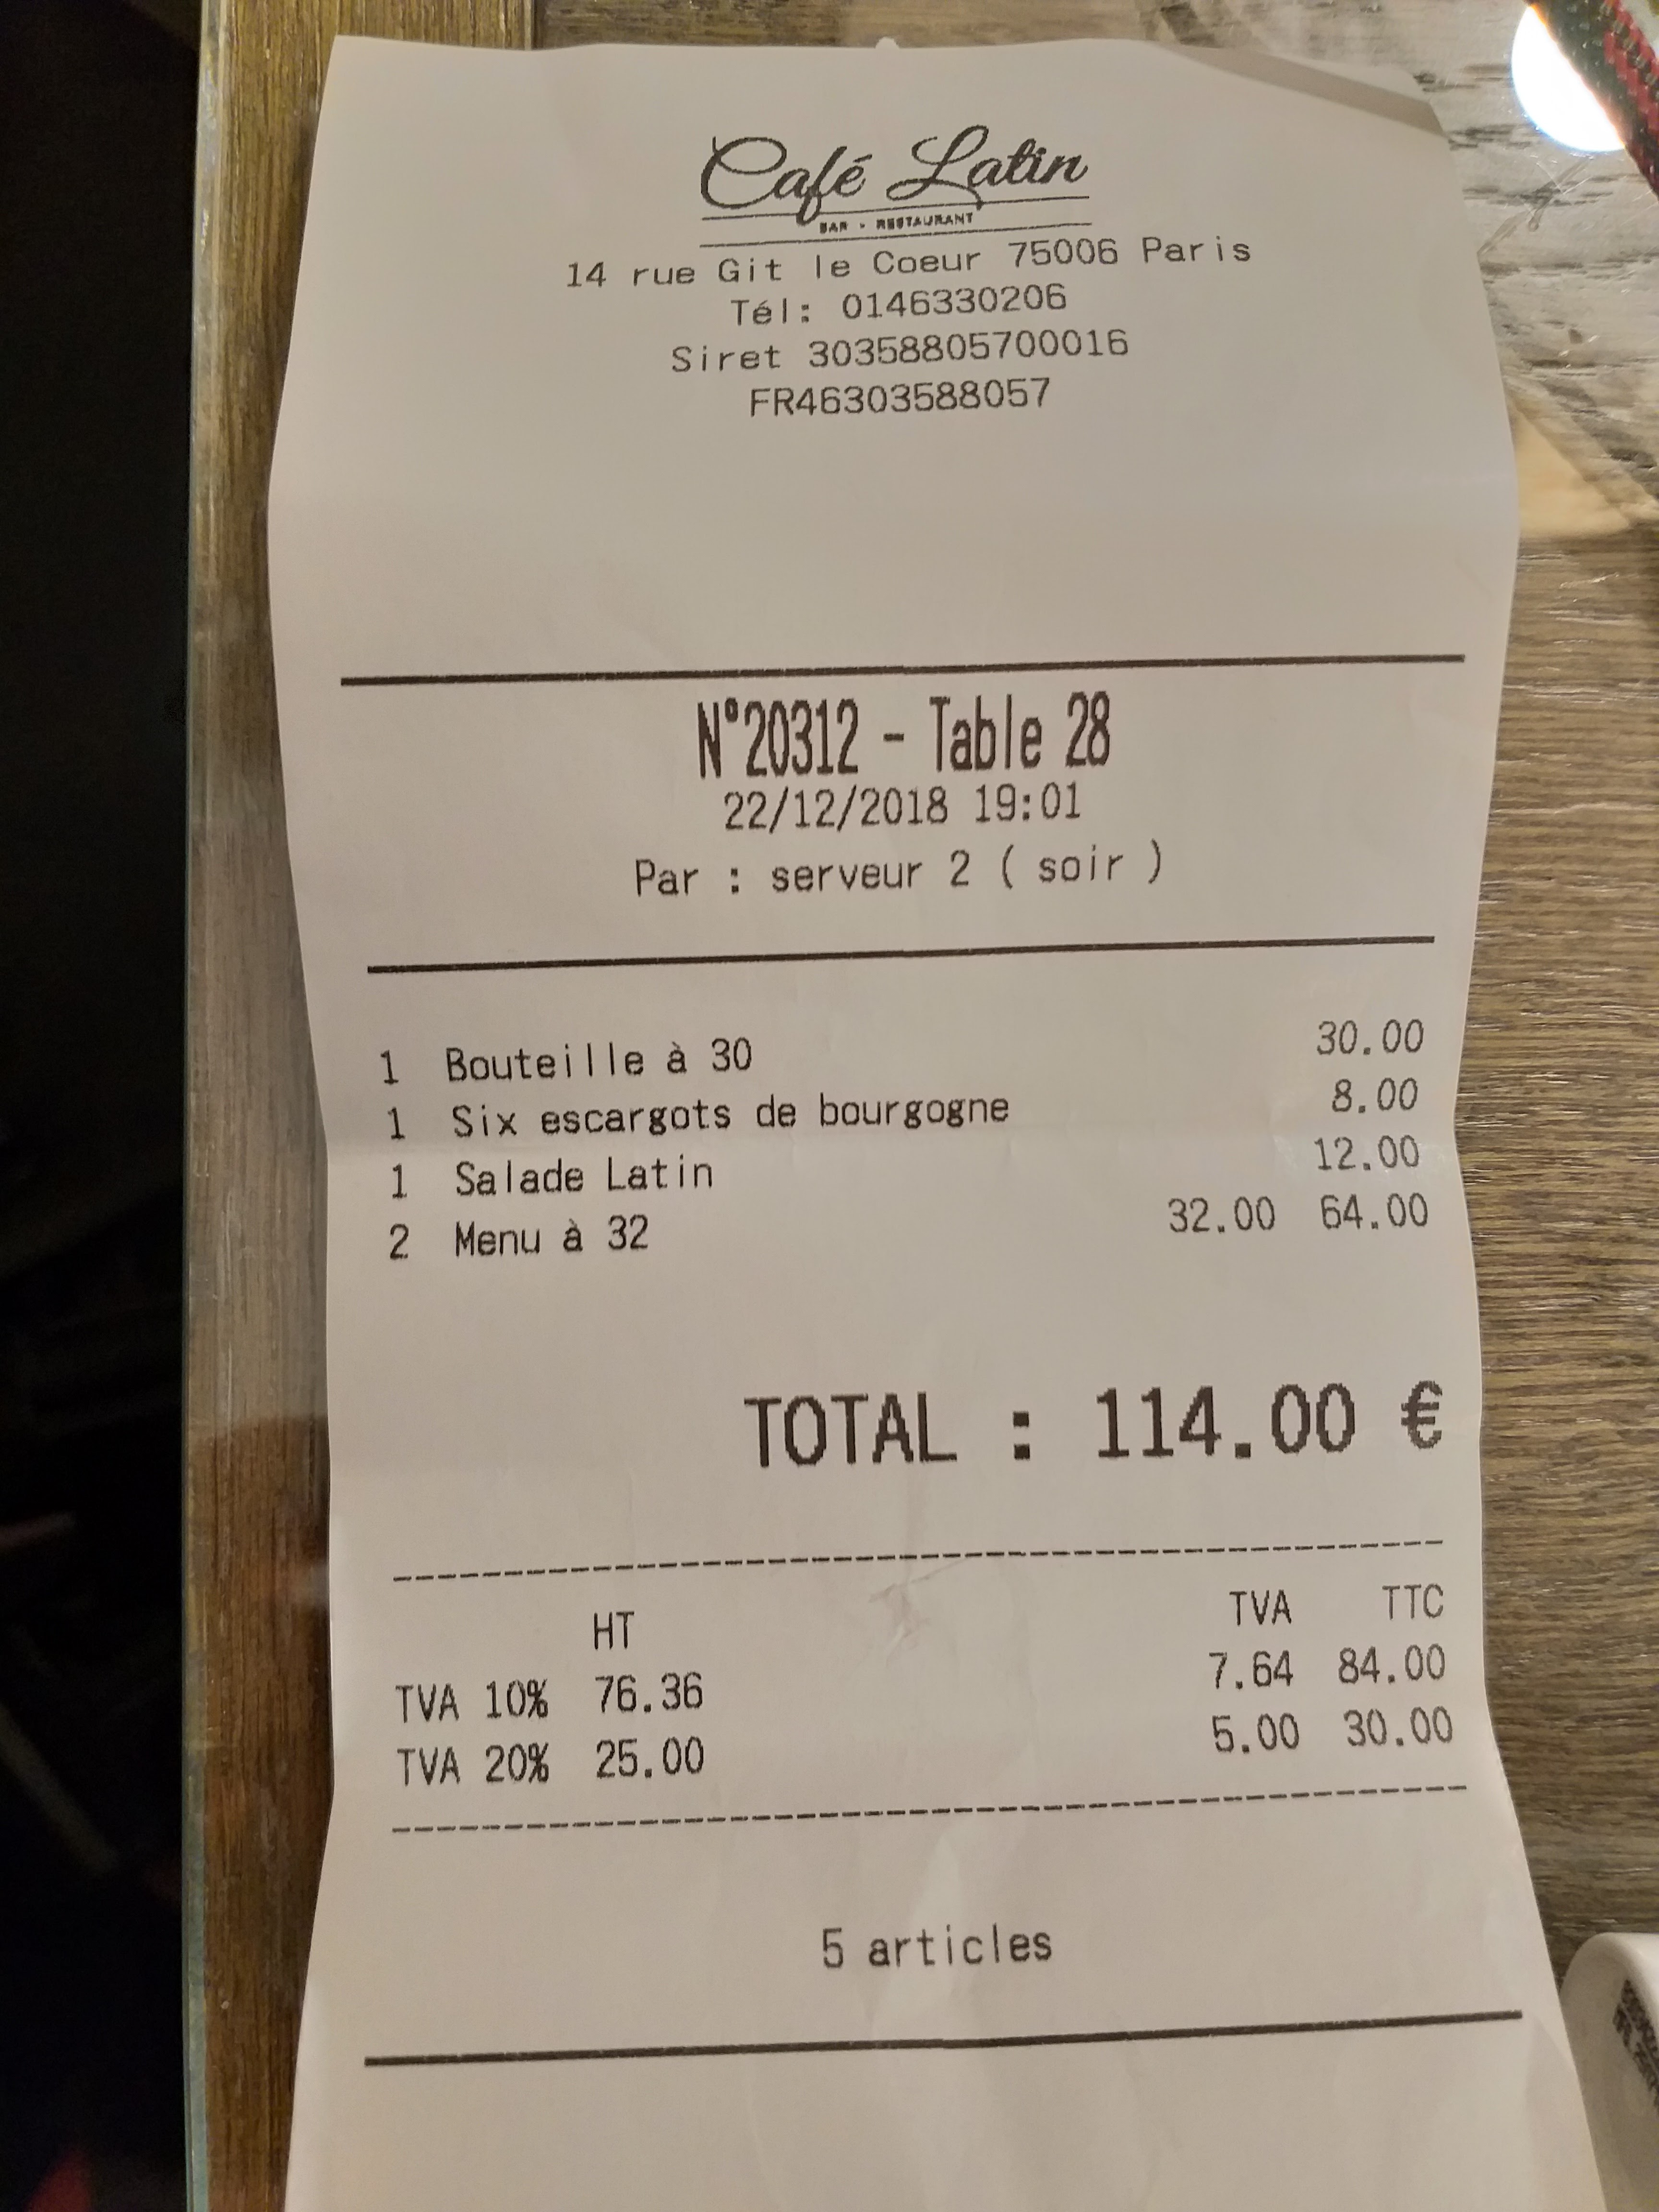 Café Latin
BAR - RESTAURANT
14 rue Git le Coeur 75006 Paris
Tél: 0146330206
Siret 30358805700016
FR46303588057
N°20312 - Table 28
22/12/2018 19:01
Par : serveur 2 ( soir )
1 Bouteille à 30 30.00
1 Six escargots de bourgogne 8.00
1 Salade Latin 12.00
2 Menu à 32 32.00 64.00
TOTAL : 114.00 €
HT TVA TTC
TVA 10% 76.36 7.64 84.00
TVA 20% 25.00 5.00 30.00
5 articles